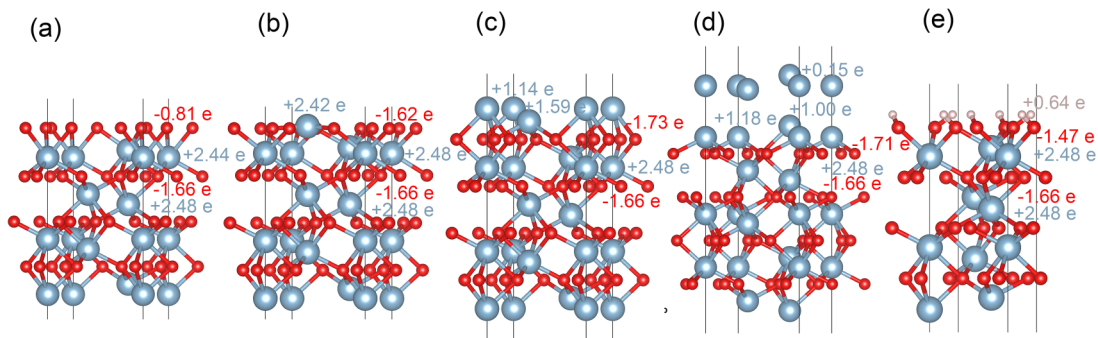 (a)
-0.81 e
+2.44 e
-1.66 e
+2.48 e
(b)
+2.42 e
-1.62 e
+2.48 e
-1.66 e
+2.48 e
(c)
+1.14 e
+1.59 e
-1.73 e
+2.48 e
-1.66 e
(d)
+0.15 e
+1.18 e
+1.00 e
-1.71 e
+2.48 e
-1.66 e
(e)
+0.64 e
-1.47 e
+2.48 e
-1.66 e
+2.48 e